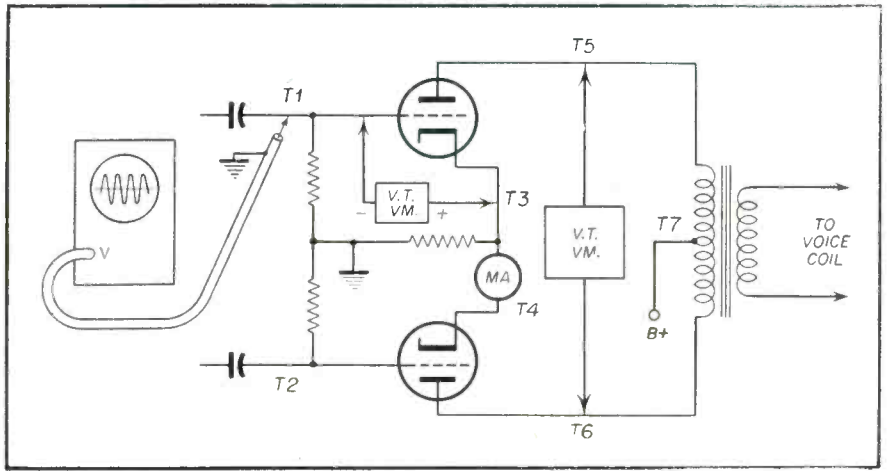 T5
T1
V.T.
VM.
- +
T3
V
V.T.
VM.
T7
TO
VOICE
COIL
MA
T4
B+
T2
T6